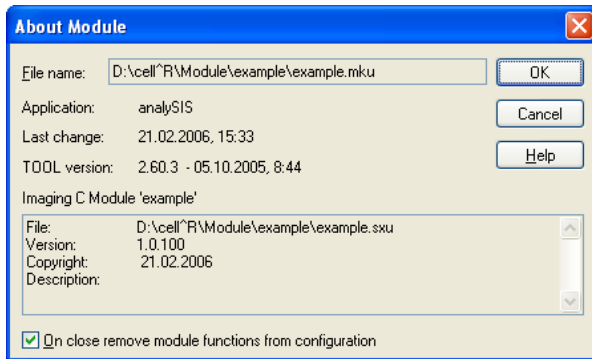 About Module
File name: D:\cell^R\Module\example\example.mku OK
Application: analySIS Cancel
Last change: 21.02.2006, 15:33
TOOL version: 2.60.3 - 05.10.2005, 8:44 Help
Imaging C Module 'example'
File: D:\cell^R\Module\example\example.sxu
Version: 1.0.100
Copyright: 21.02.2006
Description:
On close remove module functions from configuration